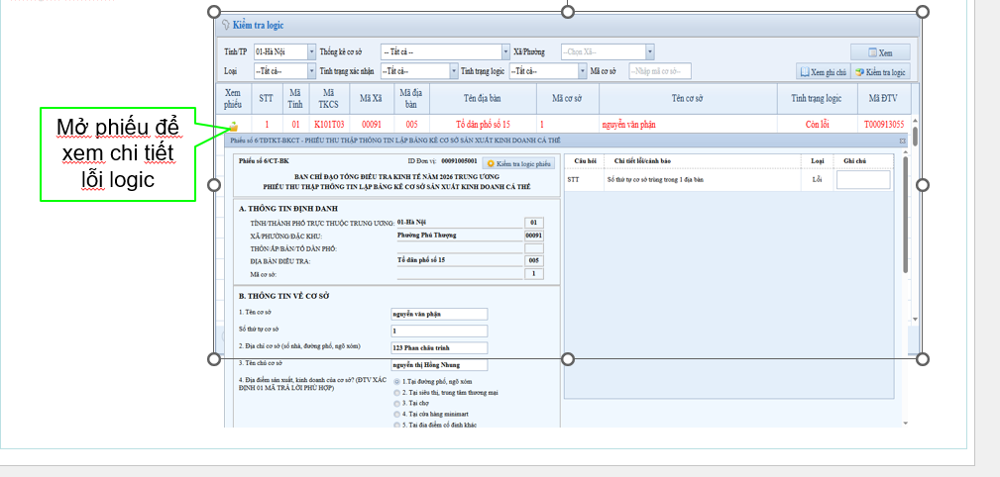 Mở phiếu để
xem chi tiết
lỗi logic
Kiểm tra logic
Tỉnh/TP 01-Hà Nội Thống kê cơ sở -- Tất cả -- Xã/Phường --Chọn Xã-- Xem
Loại --Tất cả-- Tình trạng xác nhận --Tất cả-- Tình trạng logic --Tất cả-- Mã cơ sở --Nhập mã cơ sở-- Xem ghi chú Kiểm tra logic
Xem phiếu STT Mã Tỉnh Mã TKCS Mã Xã Mã địa bàn Tên địa bàn Mã cơ sở Tên cơ sở Tình trạng logic Mã ĐTV
1 01 K101T03 00091 005 Tổ dân phố số 15 1 nguyễn văn phận Còn lỗi T000913055
Phiếu số 6/TĐTKT-BKCT - PHIẾU THU THẬP THÔNG TIN LẬP BẢNG KÊ CƠ SỞ SẢN XUẤT KINH DOANH CÁ THỂ
Phiếu số 6/CT-BK ID Đơn vị: 00091005001 Kiểm tra logic phiếu
BAN CHỈ ĐẠO TỔNG ĐIỀU TRA KINH TẾ NĂM 2026 TRUNG ƯƠNG
PHIẾU THU THẬP THÔNG TIN LẬP BẢNG KÊ CƠ SỞ SẢN XUẤT KINH DOANH CÁ THỂ
A. THÔNG TIN ĐỊNH DANH
TỈNH/THÀNH PHỐ TRỰC THUỘC TRUNG ƯƠNG: 01-Hà Nội 01
XÃ/PHƯỜNG/ĐẶC KHU: Phường Phú Thượng 00091
THÔN/ẤP/BẢN/TỔ DÂN PHỐ:
ĐỊA BÀN ĐIỀU TRA: Tổ dân phố số 15 005
Mã cơ sở: 1
B. THÔNG TIN VỀ CƠ SỞ
1. Tên cơ sở nguyễn văn phận
Số thứ tự cơ sở 1
2. Địa chỉ cơ sở (số nhà, đường phố, ngõ xóm) 123 Phan châu trinh
3. Tên chủ cơ sở nguyễn thị Hồng Nhung
4. Địa điểm sản xuất, kinh doanh của cơ sở? (ĐTV XÁC
ĐỊNH 01 MÃ TRẢ LỜI PHÙ HỢP)
1.Tại đường phố, ngõ xóm
2. Tại siêu thị, trung tâm thương mại
3. Tại chợ
4. Tại cửa hàng minimart
5. Tại địa điểm cố định khác
Câu hỏi Chi tiết lỗi/cảnh báo Loại Ghi chú
STT Số thứ tự cơ sở trùng trong 1 địa bàn Lỗi